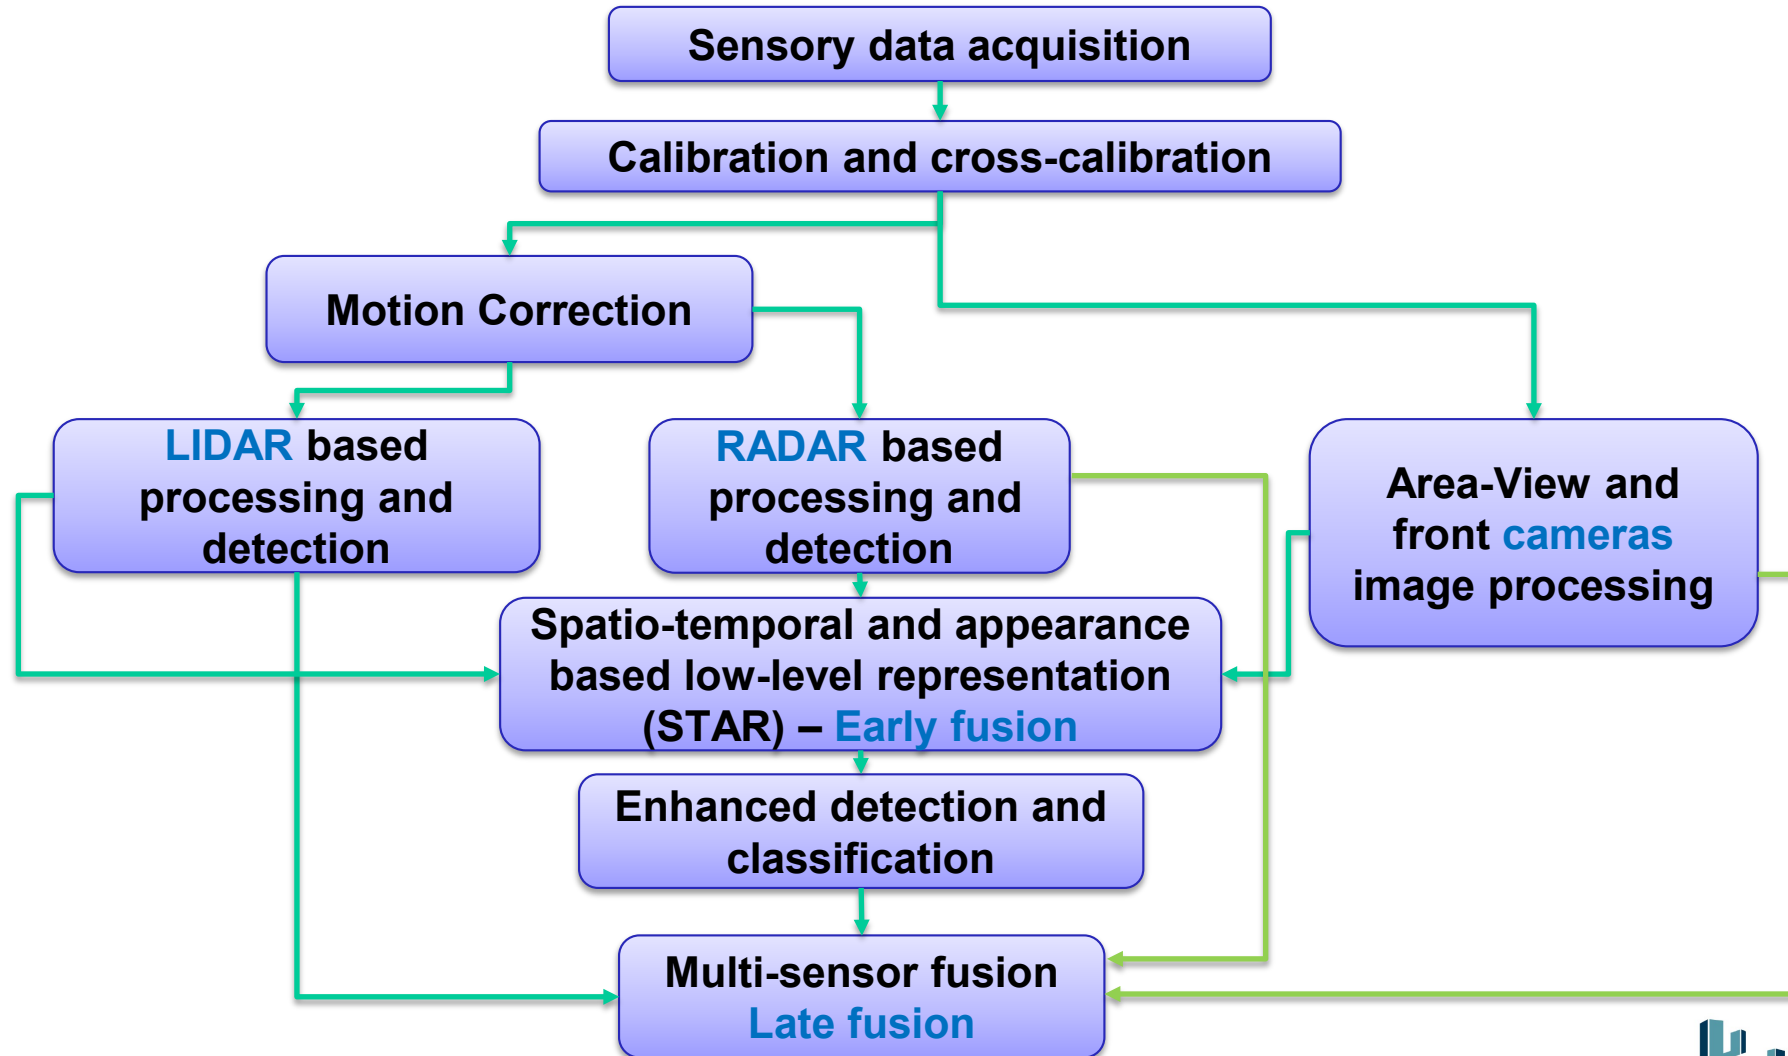 Sensory data acquisition
Calibration and cross-calibration
Motion Correction
LIDAR based
processing and
detection
RADAR based
processing and
detection
Area-View and
front cameras
image processing
Spatio-temporal and appearance
based low-level representation
(STAR) – Early fusion
Enhanced detection and
classification
Multi-sensor fusion
Late fusion